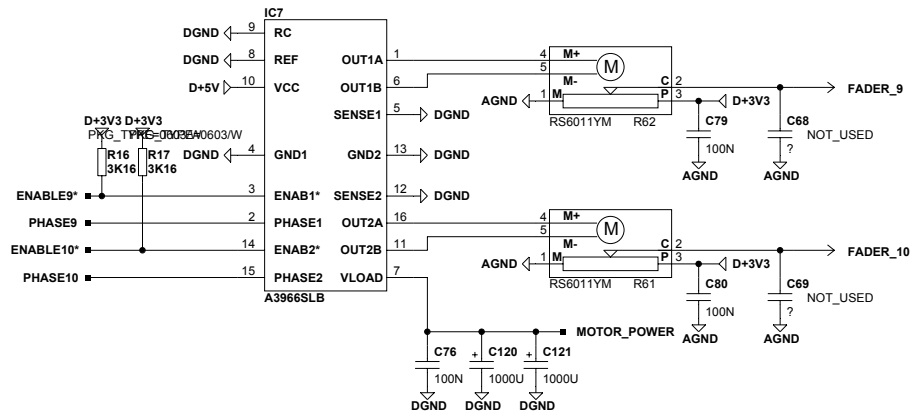 IC7
DGND 9 RC
DGND 8 REF OUT1A 1
D+5V 10 VCC OUT1B 6
SENSE1 5 DGND
DGND 4 GND1 GND2 13 DGND
ENABLE9* 3 ENAB1* SENSE2 12 DGND
PHASE9 2 PHASE1 OUT2A 16
ENABLE10* 14 ENAB2* OUT2B 11
PHASE10 15 PHASE2 VLOAD 7
A3966SLB
D+3V3 D+3V3
R16 R17
3K16 3K16
4 M+
5 M
M- C 2 FADER_9
AGND 1 M P 3 D+3V3
RS6011YM R62
C79
100N
AGND
C68
NOT_USED
?
AGND
4 M+
5 M
M- C 2 FADER_10
AGND 1 M P 3 D+3V3
RS6011YM R61
C80
100N
AGND
C69
NOT_USED
?
AGND
MOTOR_POWER
C76 + C120 + C121
100N 1000U 1000U
DGND DGND DGND